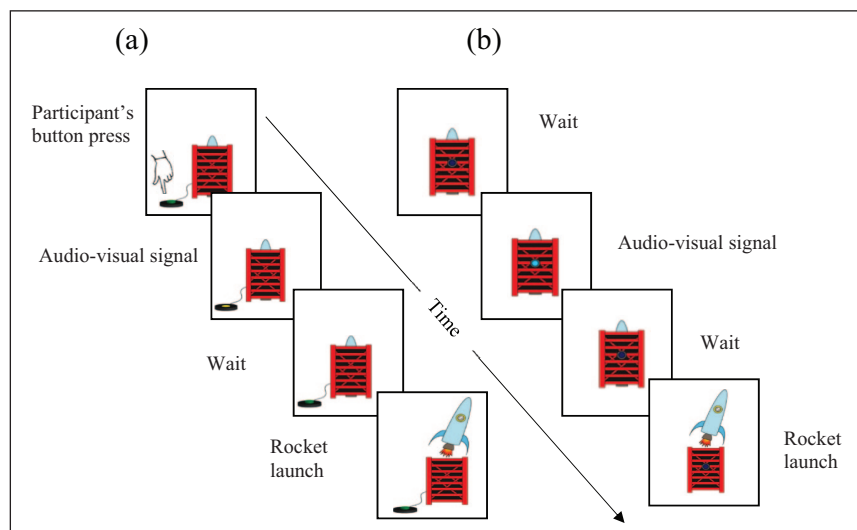 (a)
(b)
Participant's
button press
Wait
Audio-visual signal
Audio-visual signal
Time
Wait
Wait
Rocket
launch
Rocket
launch